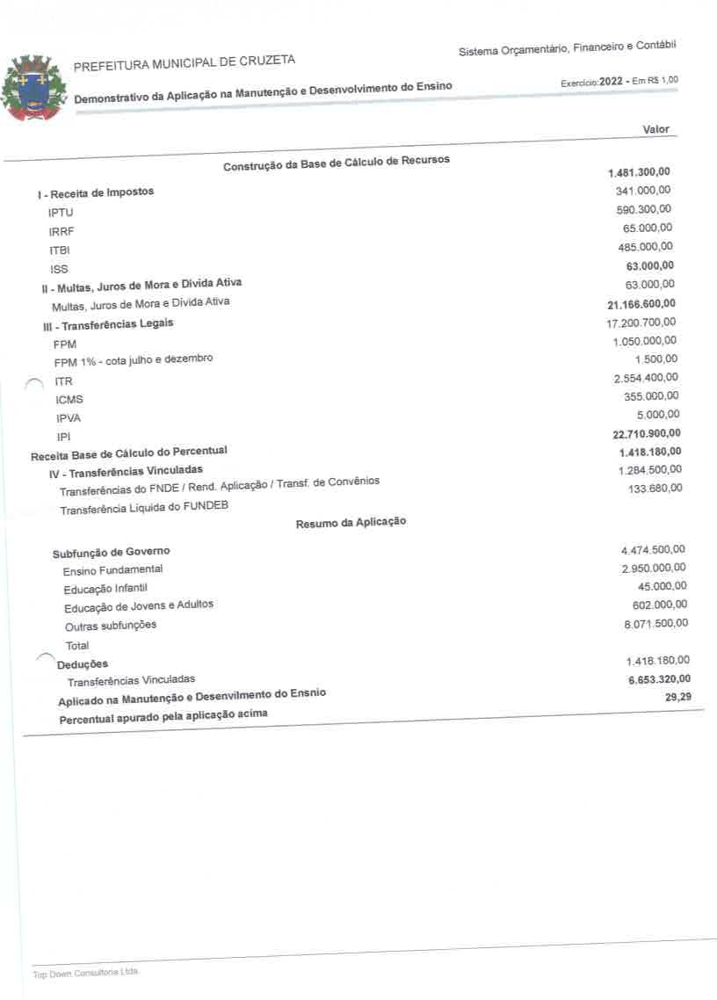 PREFEITURA MUNICIPAL DE CRUZETA
Sistema Orçamentário, Financeiro e Contábil
Demonstrativo da Aplicação na Manutenção e Desenvolvimento do Ensino
Exercício:2022 - Em R$ 1,00
Valor
Construção da Base de Cálculo de Recursos
I - Receita de Impostos 1.481.300,00
IPTU 341.000,00
IRRF 590.300,00
ITBI 65.000,00
ISS 485.000,00
II - Multas, Juros de Mora e Dívida Ativa 63.000,00
Multas, Juros de Mora e Dívida Ativa 63.000,00
III - Transferências Legais 21.166.600,00
FPM 17.200.700,00
FPM 1% - cota julho e dezembro 1.050.000,00
ITR 1.500,00
ICMS 2.554.400,00
IPVA 355.000,00
IPI 5.000,00
Receita Base de Cálculo do Percentual 22.710.900,00
IV - Transferências Vinculadas 1.418.180,00
Transferências do FNDE / Rend. Aplicação / Transf. de Convênios 1.284.500,00
Transferência Líquida do FUNDEB 133.680,00
Resumo da Aplicação
Subfunção de Governo
Ensino Fundamental 4.474.500,00
Educação Infantil 2.950.000,00
Educação de Jovens e Adultos 45.000,00
Outras subfunções 602.000,00
Total 8.071.500,00
Deduções
Transferências Vinculadas 1.418.180,00
Aplicado na Manutenção e Desenvilmento do Ensnio 6.653.320,00
Percentual apurado pela aplicação acima 29,29
Top Down Consultoria Ltda.